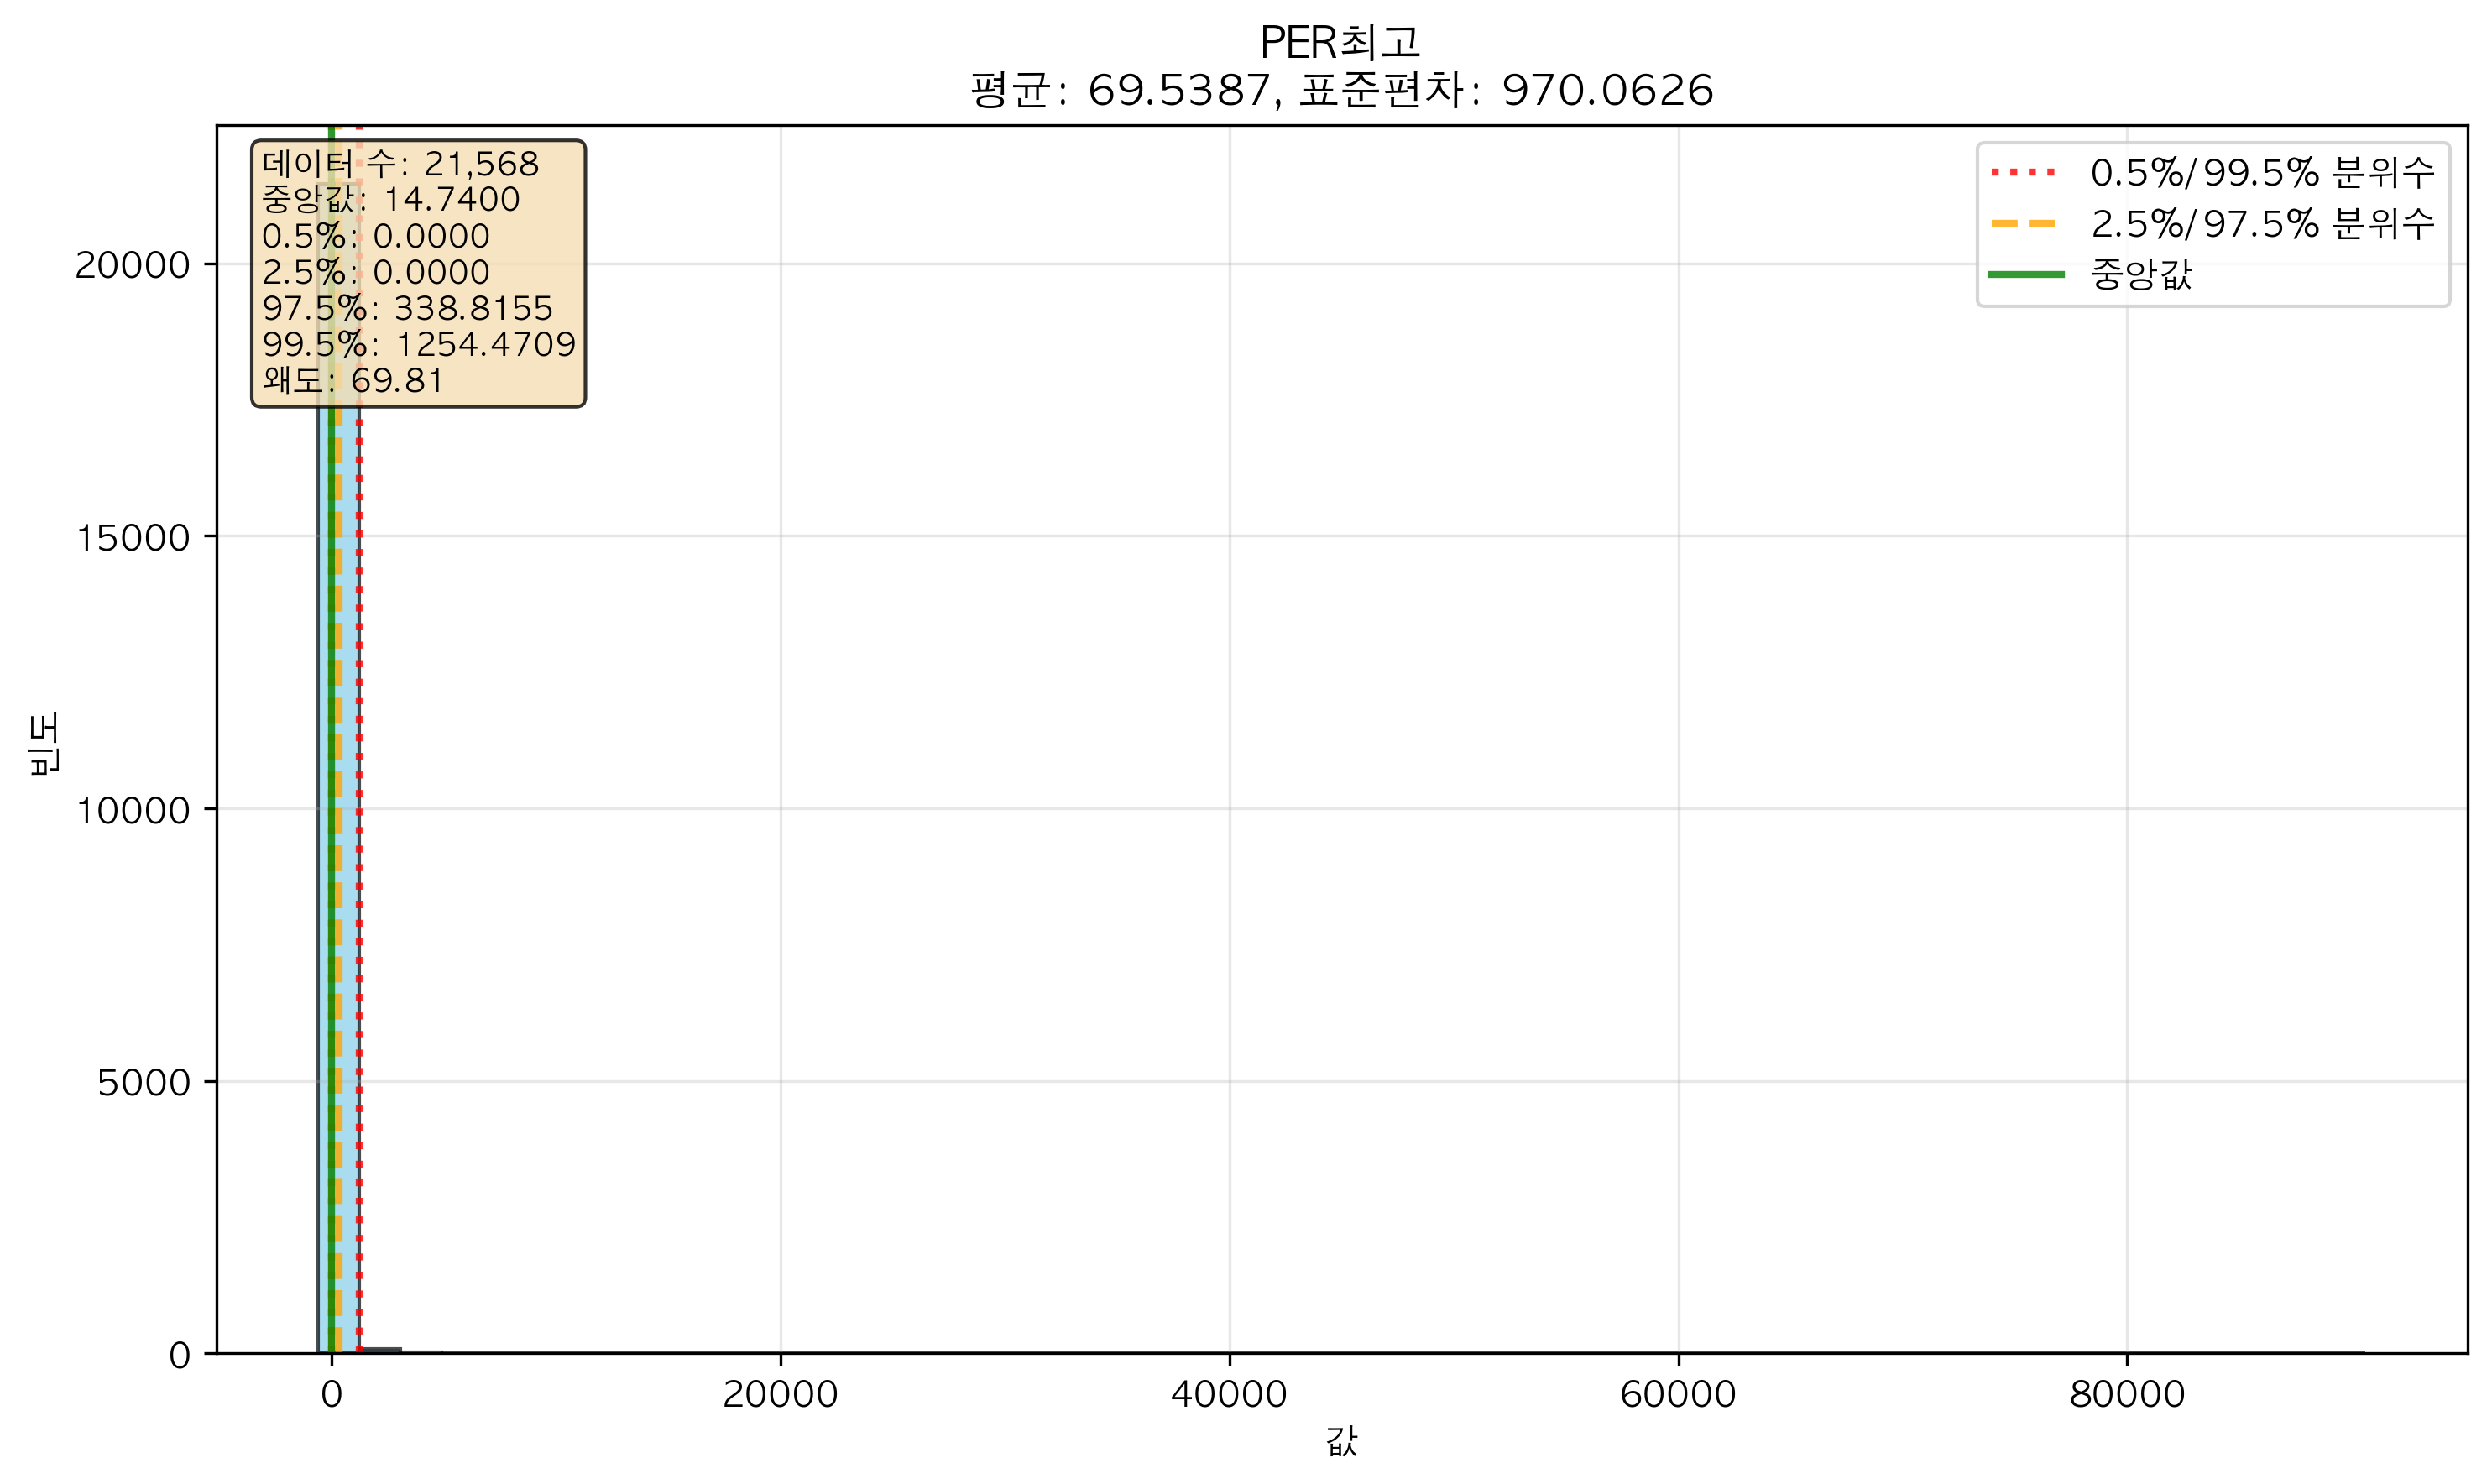 PER최고
평균: 69.5387, 표준편차: 970.0626
데이터 수: 21,568
중앙값: 14.7400
0.5%: 0.0000
2.5%: 0.0000
97.5%: 338.8155
99.5%: 1254.4709
왜도: 69.81
0.5%/99.5% 분위수
2.5%/97.5% 분위수
중앙값
빈도
20000
15000
10000
5000
0
0 20000 40000 60000 80000
값